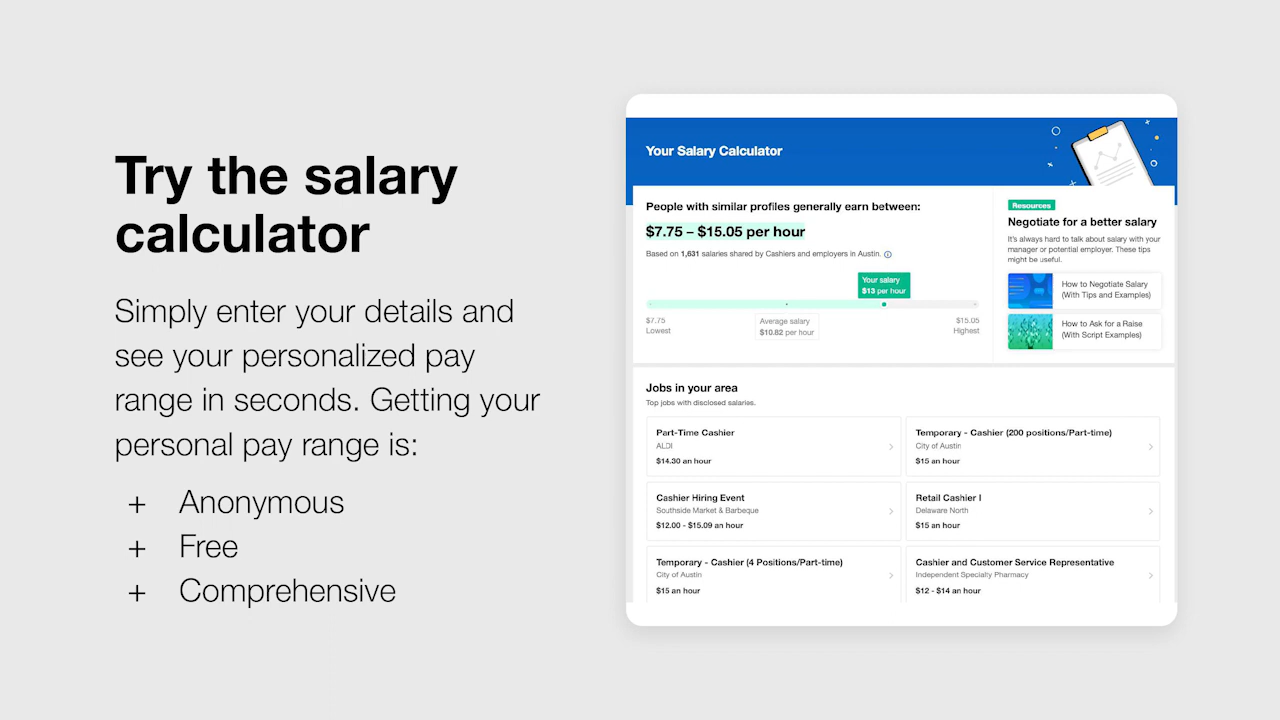 Try the salary
calculator
Simply enter your details and
see your personalized pay
range in seconds. Getting your
personal pay range is:
+ Anonymous
+ Free
+ Comprehensive
Your Salary Calculator
People with similar profiles generally earn between:
$7.75 – $15.05 per hour
Based on 1,631 salaries shared by Cashiers and employers in Austin.
Your salary
$13 per hour
$7.75
Lowest
Average salary
$10.82 per hour
$15.05
Highest
Resources
Negotiate for a better salary
It's always hard to talk about salary with your
manager or potential employer. These tips
might be useful.
How to Negotiate Salary
(With Tips and Examples)
How to Ask for a Raise
(With Script Examples)
Jobs in your area
Top jobs with disclosed salaries.
Part-Time Cashier
ALDI
$14.30 an hour
Temporary - Cashier (200 positions/Part-time)
City of Austin
$15 an hour
Cashier Hiring Event
Southside Market & Barbeque
$12.00 - $15.09 an hour
Retail Cashier I
Delaware North
$15 an hour
Temporary - Cashier (4 Positions/Part-time)
City of Austin
$15 an hour
Cashier and Customer Service Representative
Independent Specialty Pharmacy
$12 - $14 an hour